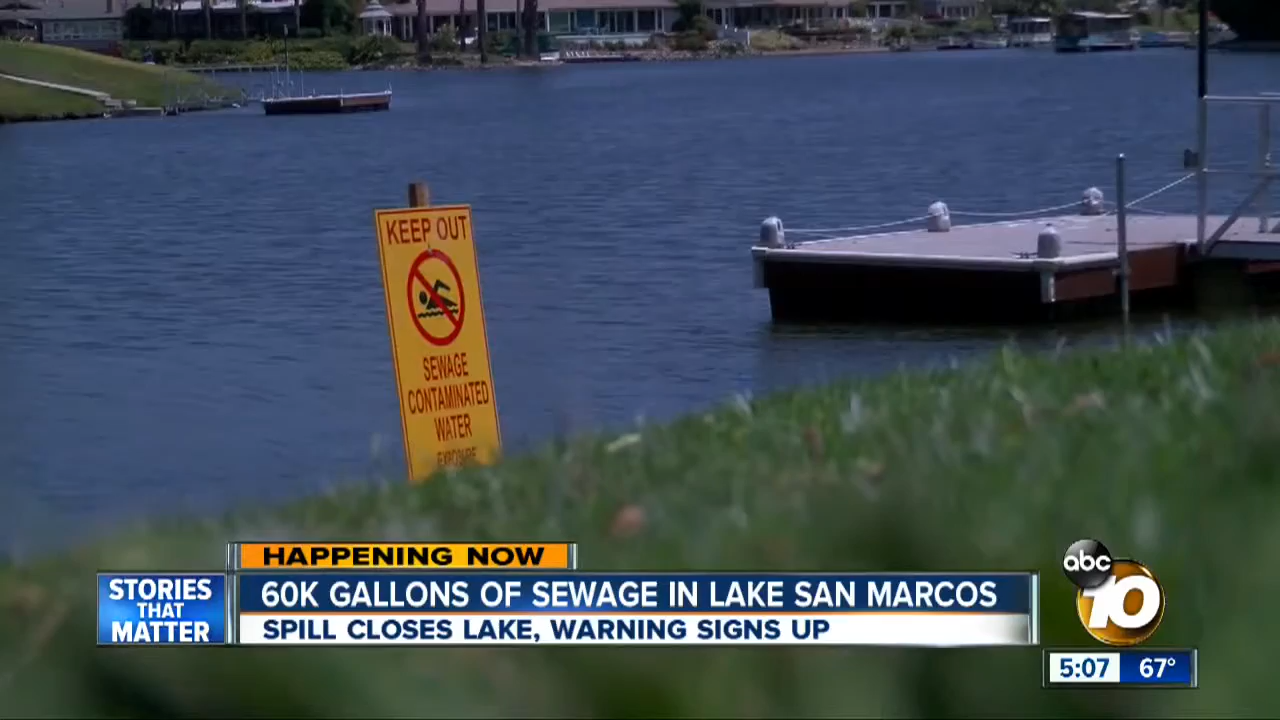 KEEP OUT
SEWAGE
CONTAMINATED
WATER
EXPOSURE
HAPPENING NOW
STORIES
THAT
MATTER
60K GALLONS OF SEWAGE IN LAKE SAN MARCOS
SPILL CLOSES LAKE, WARNING SIGNS UP
abc
10
5:07 67°